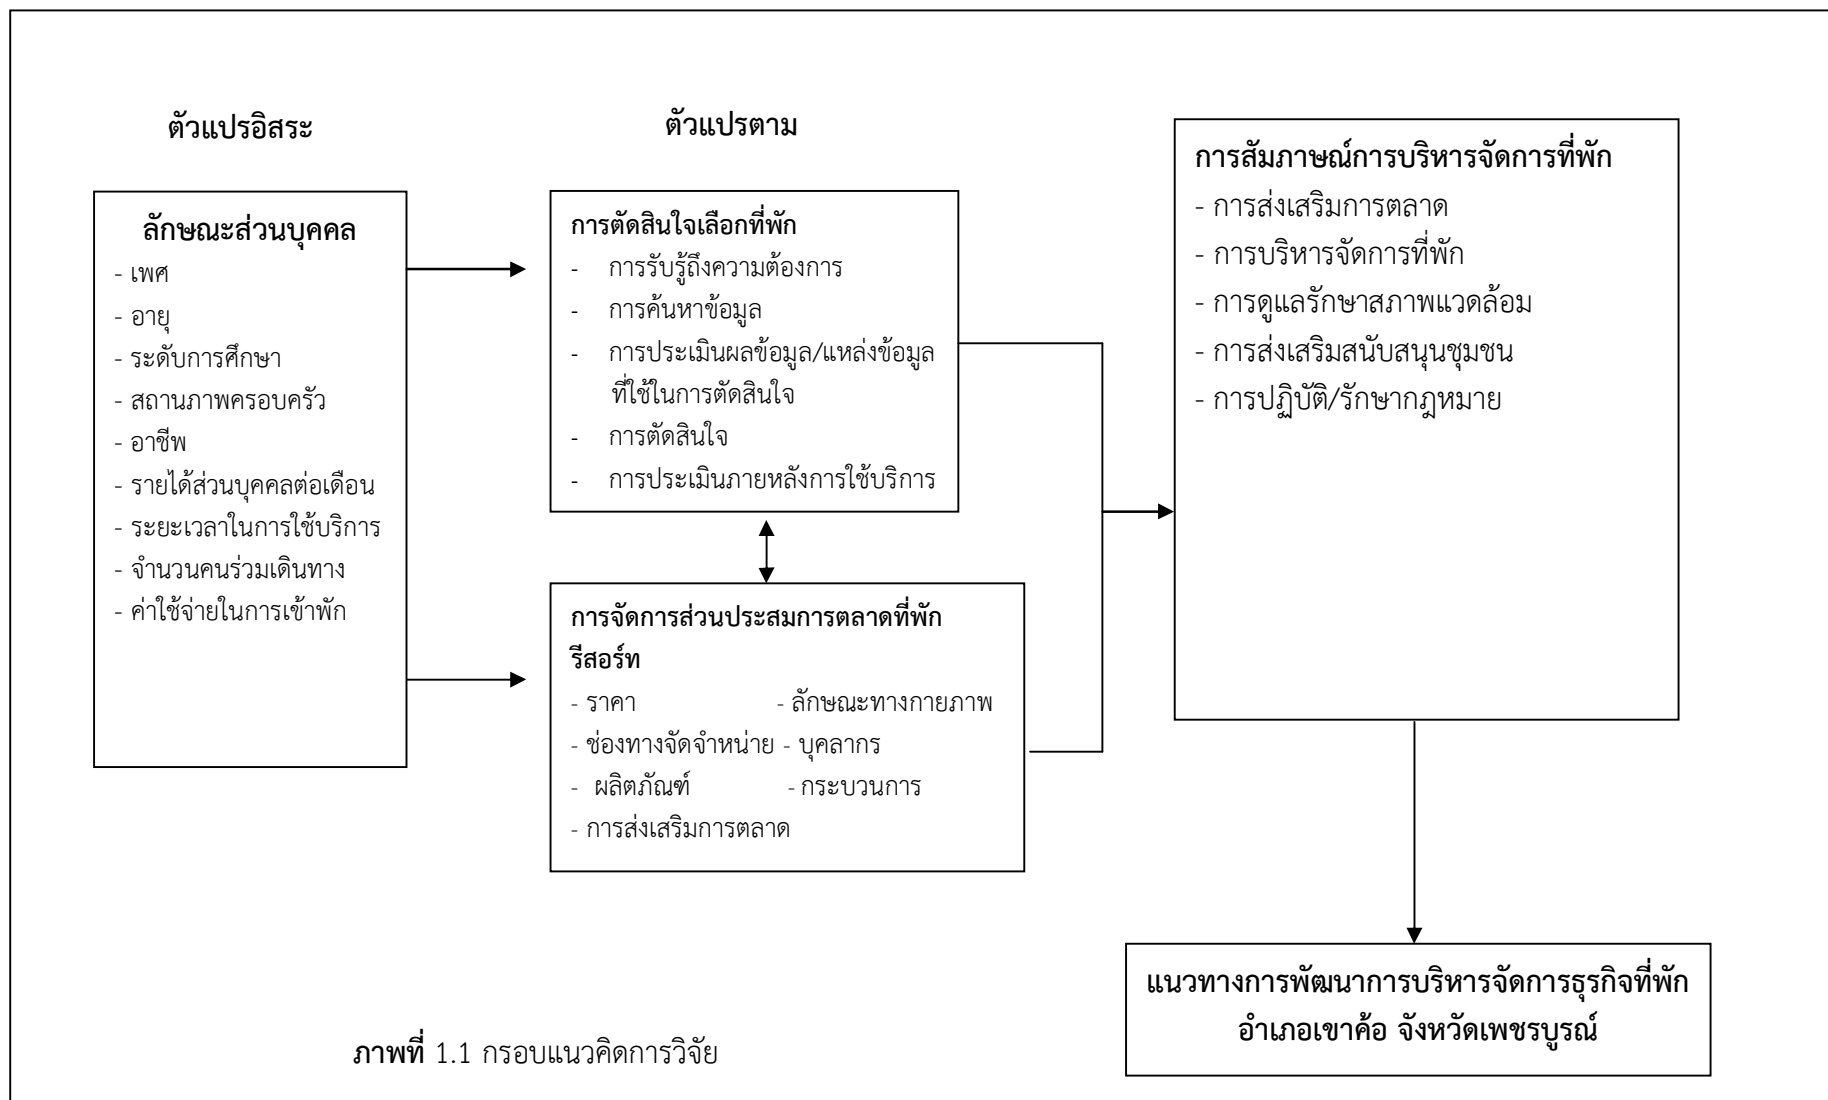 ตัวแปรอิสระ
ตัวแปรตาม
ลักษณะส่วนบุคคล
- เพศ
- อายุ
- ระดับการศึกษา
- สถานภาพครอบครัว
- อาชีพ
- รายได้ส่วนบุคคลต่อเดือน
- ระยะเวลาในการใช้บริการ
- จำนวนคนร่วมเดินทาง
- ค่าใช้จ่ายในการเข้าพัก
การตัดสินใจเลือกที่พัก
- การรับรู้ถึงความต้องการ
- การค้นหาข้อมูล
- การประเมินผลข้อมูล/แหล่งข้อมูล
ที่ใช้ในการตัดสินใจ
- การตัดสินใจ
- การประเมินภายหลังการใช้บริการ
การจัดการส่วนประสมการตลาดที่พัก
รีสอร์ท
- ราคา - ลักษณะทางกายภาพ
- ช่องทางจัดจำหน่าย - บุคลากร
- ผลิตภัณฑ์ - กระบวนการ
- การส่งเสริมการตลาด
การสัมภาษณ์การบริหารจัดการที่พัก
- การส่งเสริมการตลาด
- การบริหารจัดการที่พัก
- การดูแลรักษาสภาพแวดล้อม
- การส่งเสริมสนับสนุนชุมชน
- การปฏิบัติ/รักษากฎหมาย
แนวทางการพัฒนาการบริหารจัดการธุรกิจที่พัก
อำเภอเขาค้อ จังหวัดเพชรบูรณ์
ภาพที่ 1.1 กรอบแนวคิดการวิจัย